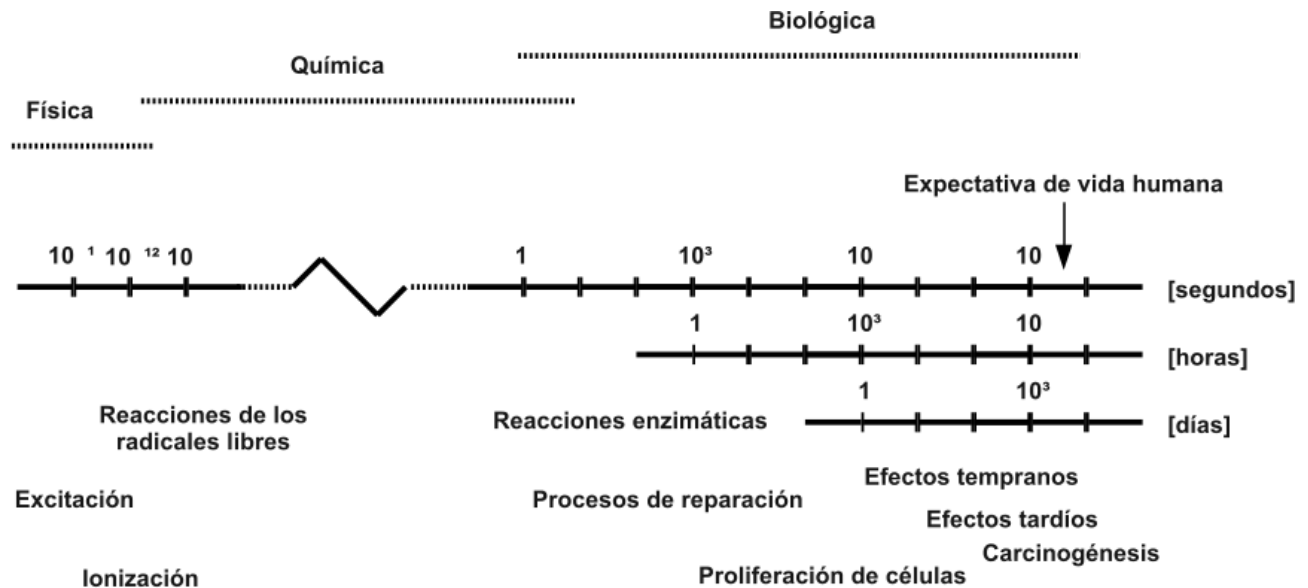 Biológica
Química
Física
Expectativa de vida humana
10 ¹ 10 ¹² 10 1 10³ 10 10
[segundos]
1 10³ 10
[horas]
1 10³
[días]
Reacciones de los
radicales libres
Reacciones enzimáticas
Efectos tempranos
Excitación
Procesos de reparación
Efectos tardíos
Carcinogénesis
Ionización
Proliferación de células